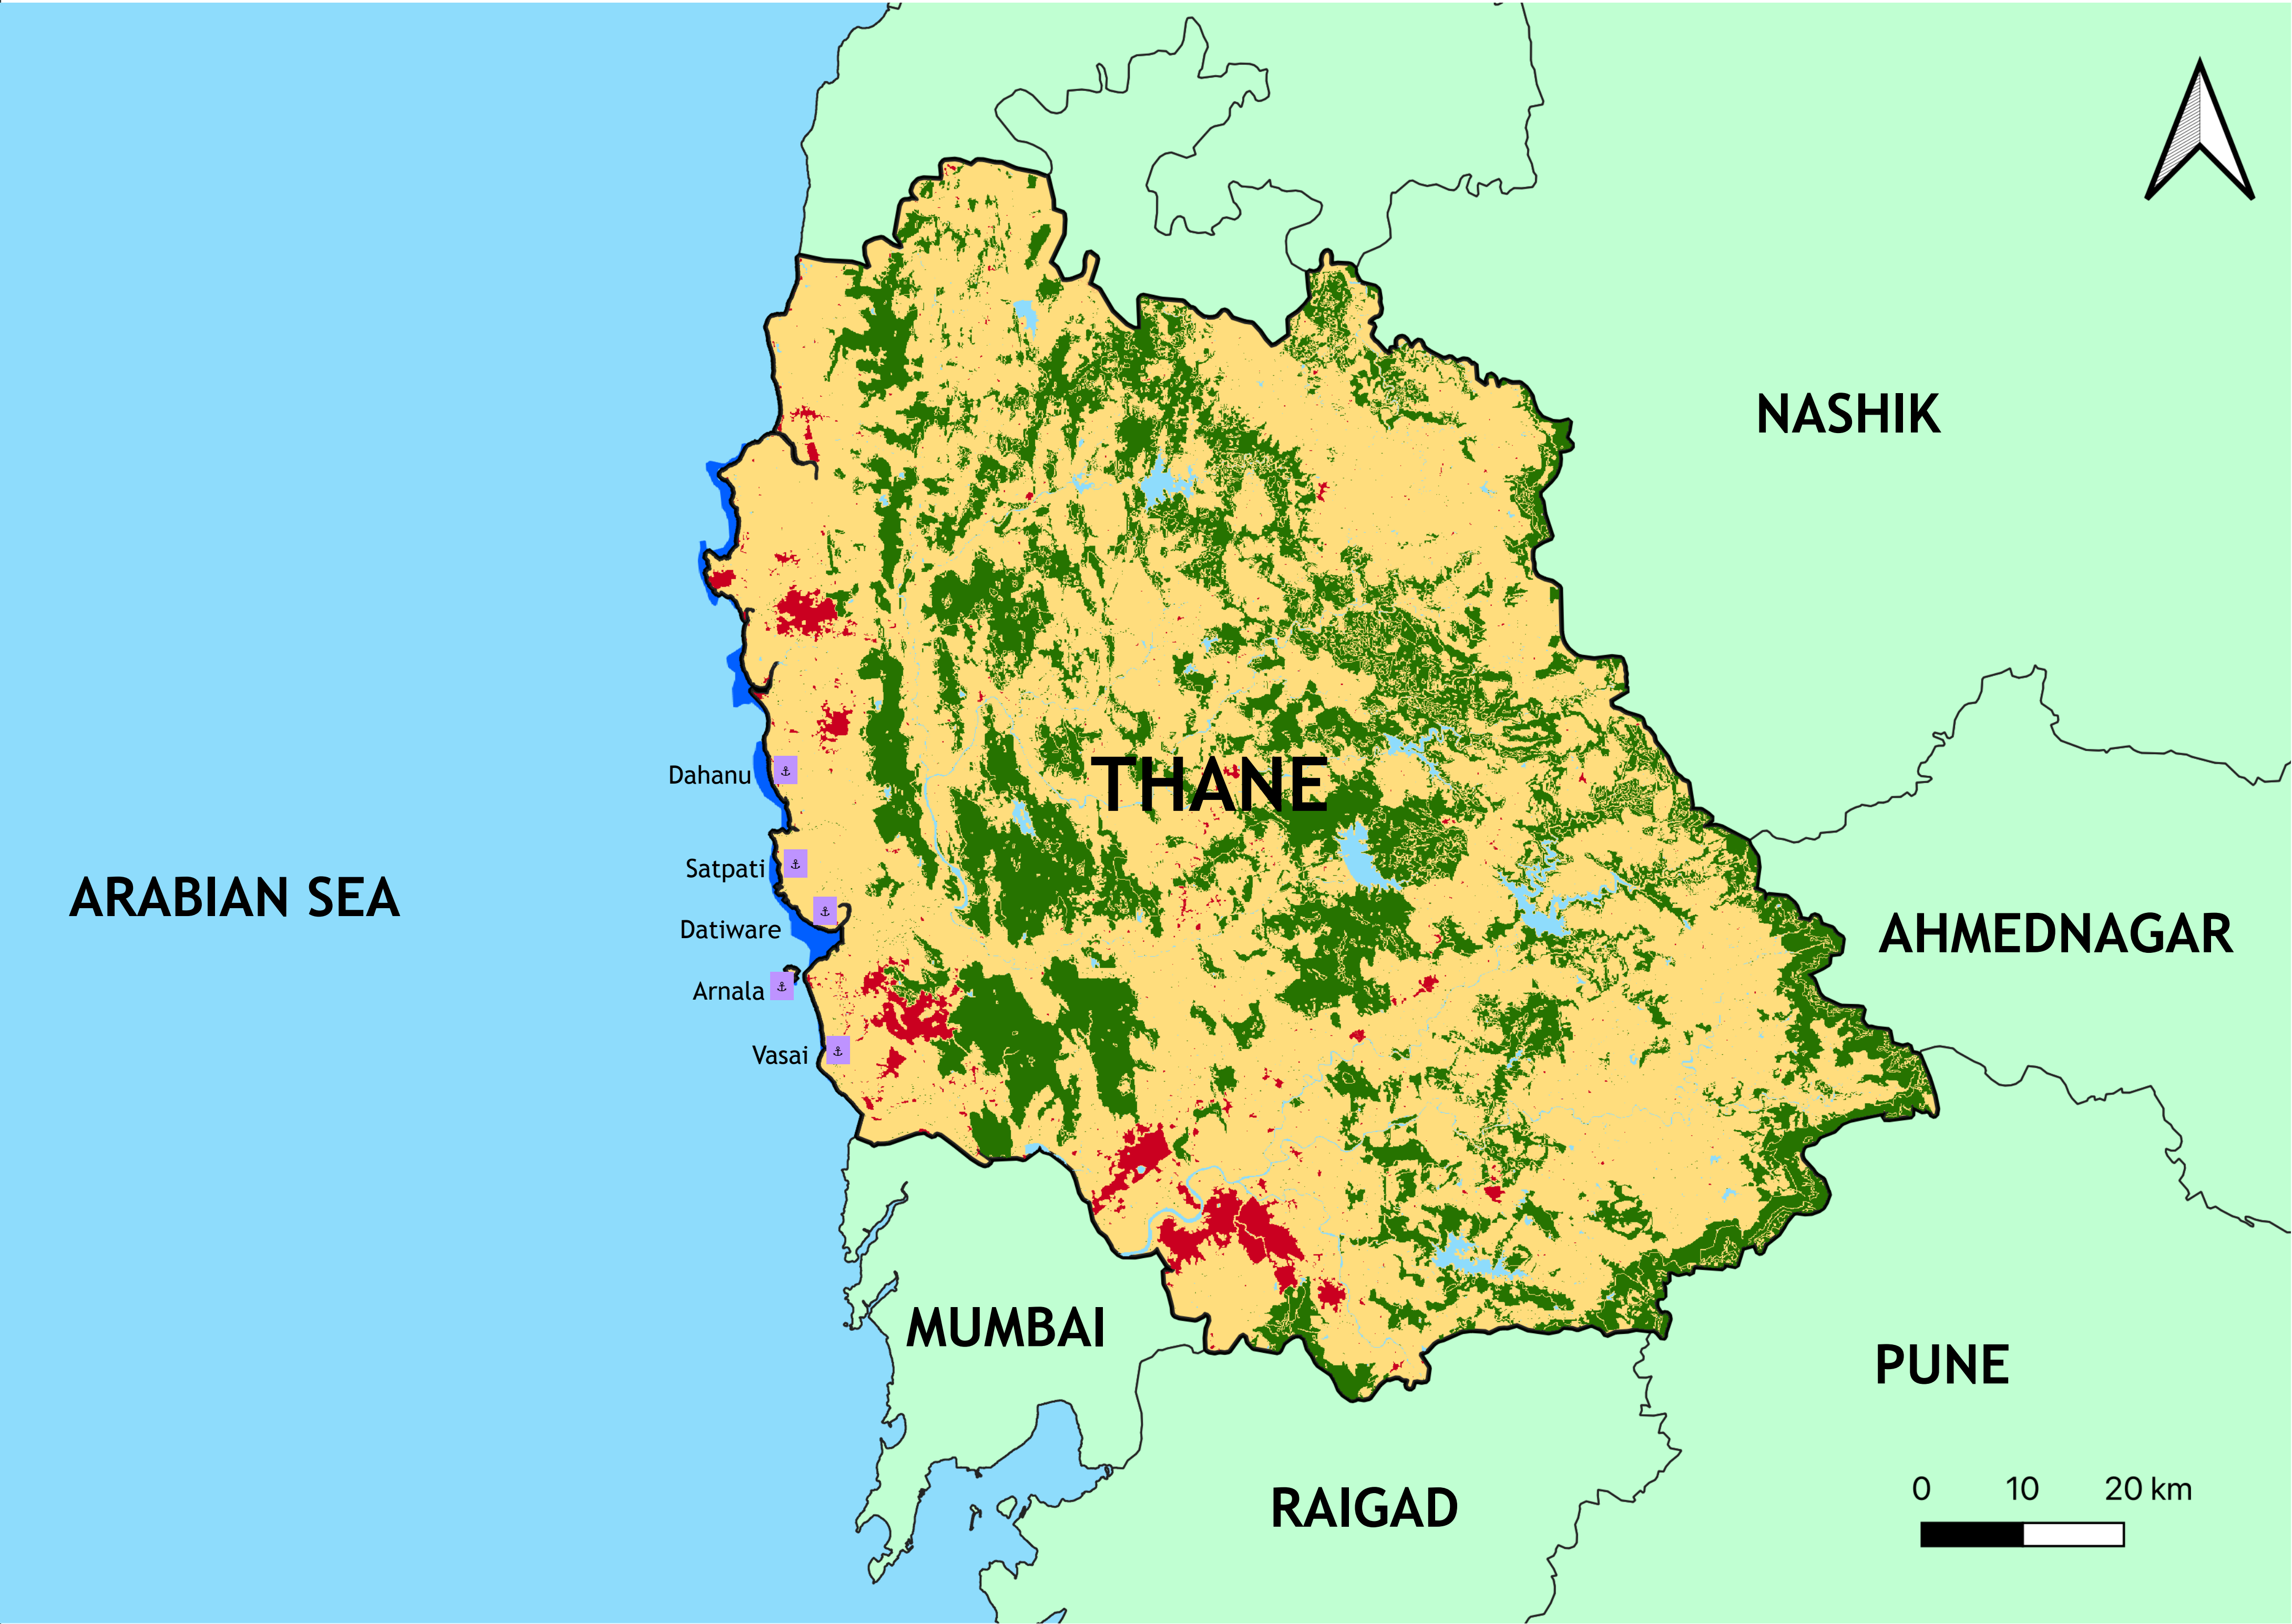 NASHIK
THANE
Dahanu
Satpati
ARABIAN SEA
Datiware
AHMEDNAGAR
Arnala
Vasai
MUMBAI
PUNE
RAIGAD
0 10 20 km